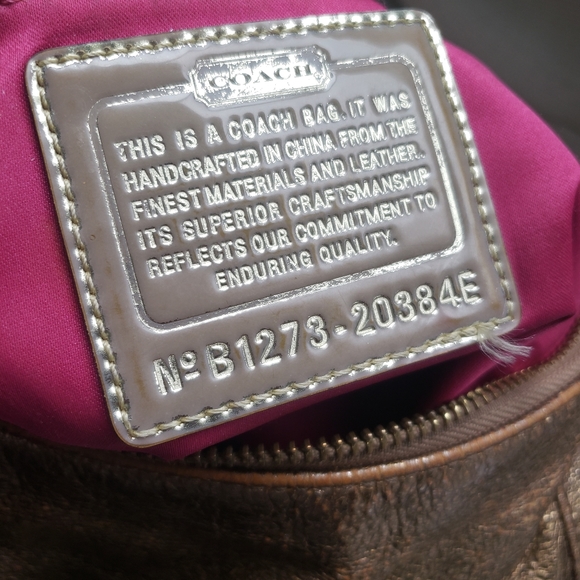 COACH
THIS IS A COACH BAG. IT WAS
HANDCRAFTED IN CHINA FROM THE
FINEST MATERIALS AND LEATHER.
ITS SUPERIOR CRAFTSMANSHIP
REFLECTS OUR COMMITMENT TO
ENDURING QUALITY.
Nº B1273-20384E